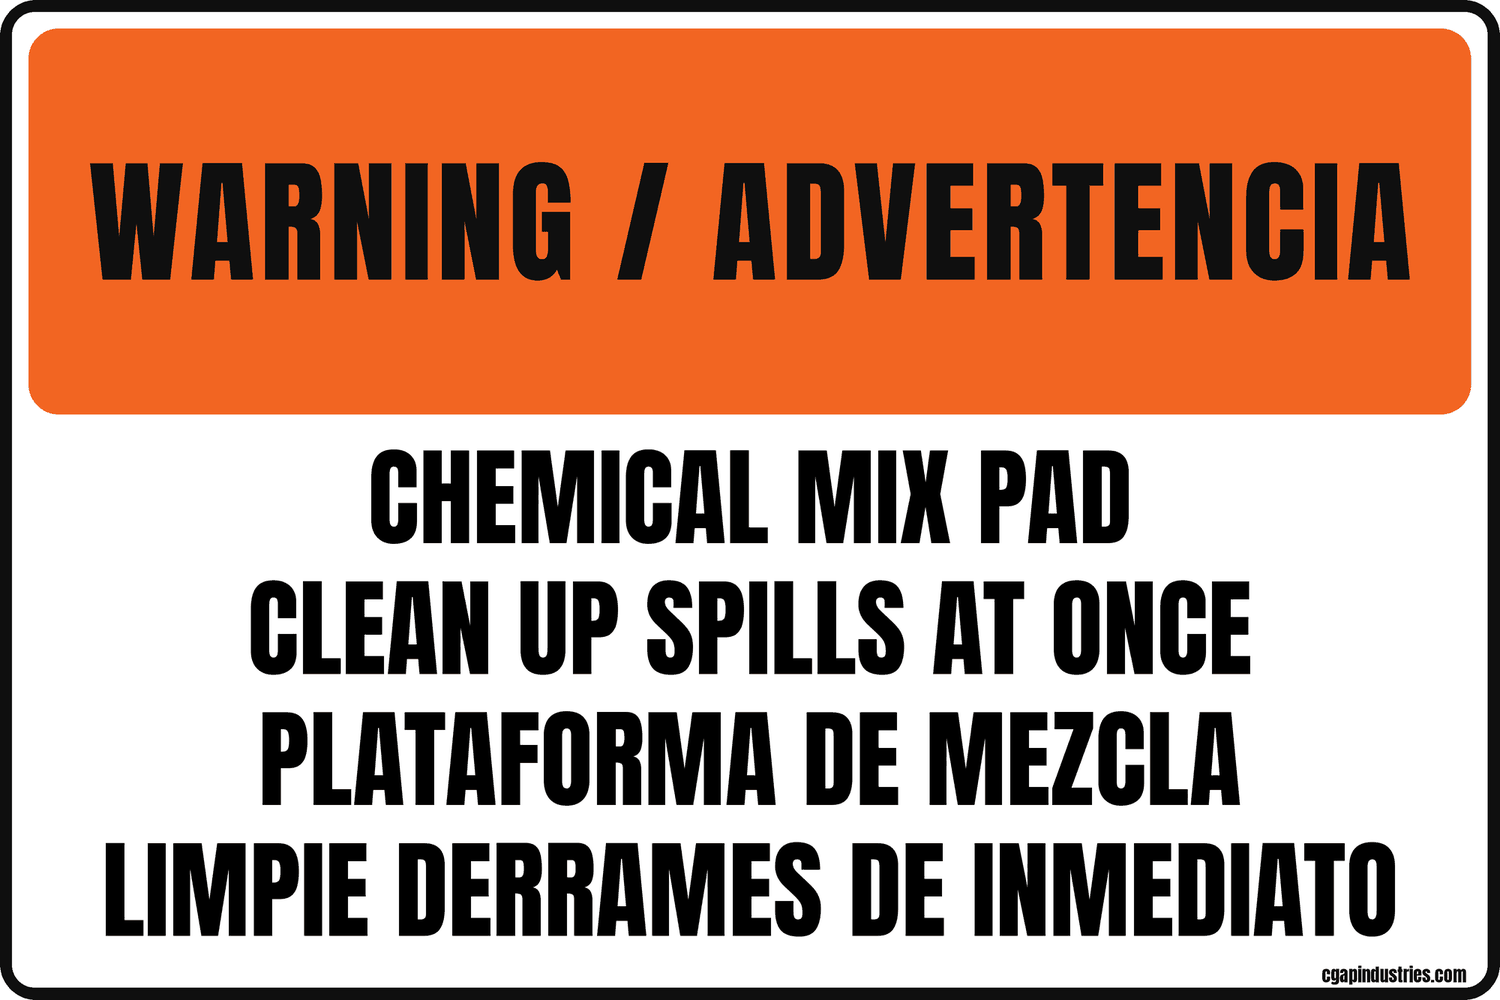 WARNING / ADVERTENCIA
CHEMICAL MIX PAD
CLEAN UP SPILLS AT ONCE
PLATAFORMA DE MEZCLA
LIMPIE DERRAMES DE INMEDIATO
cgapindustries.com